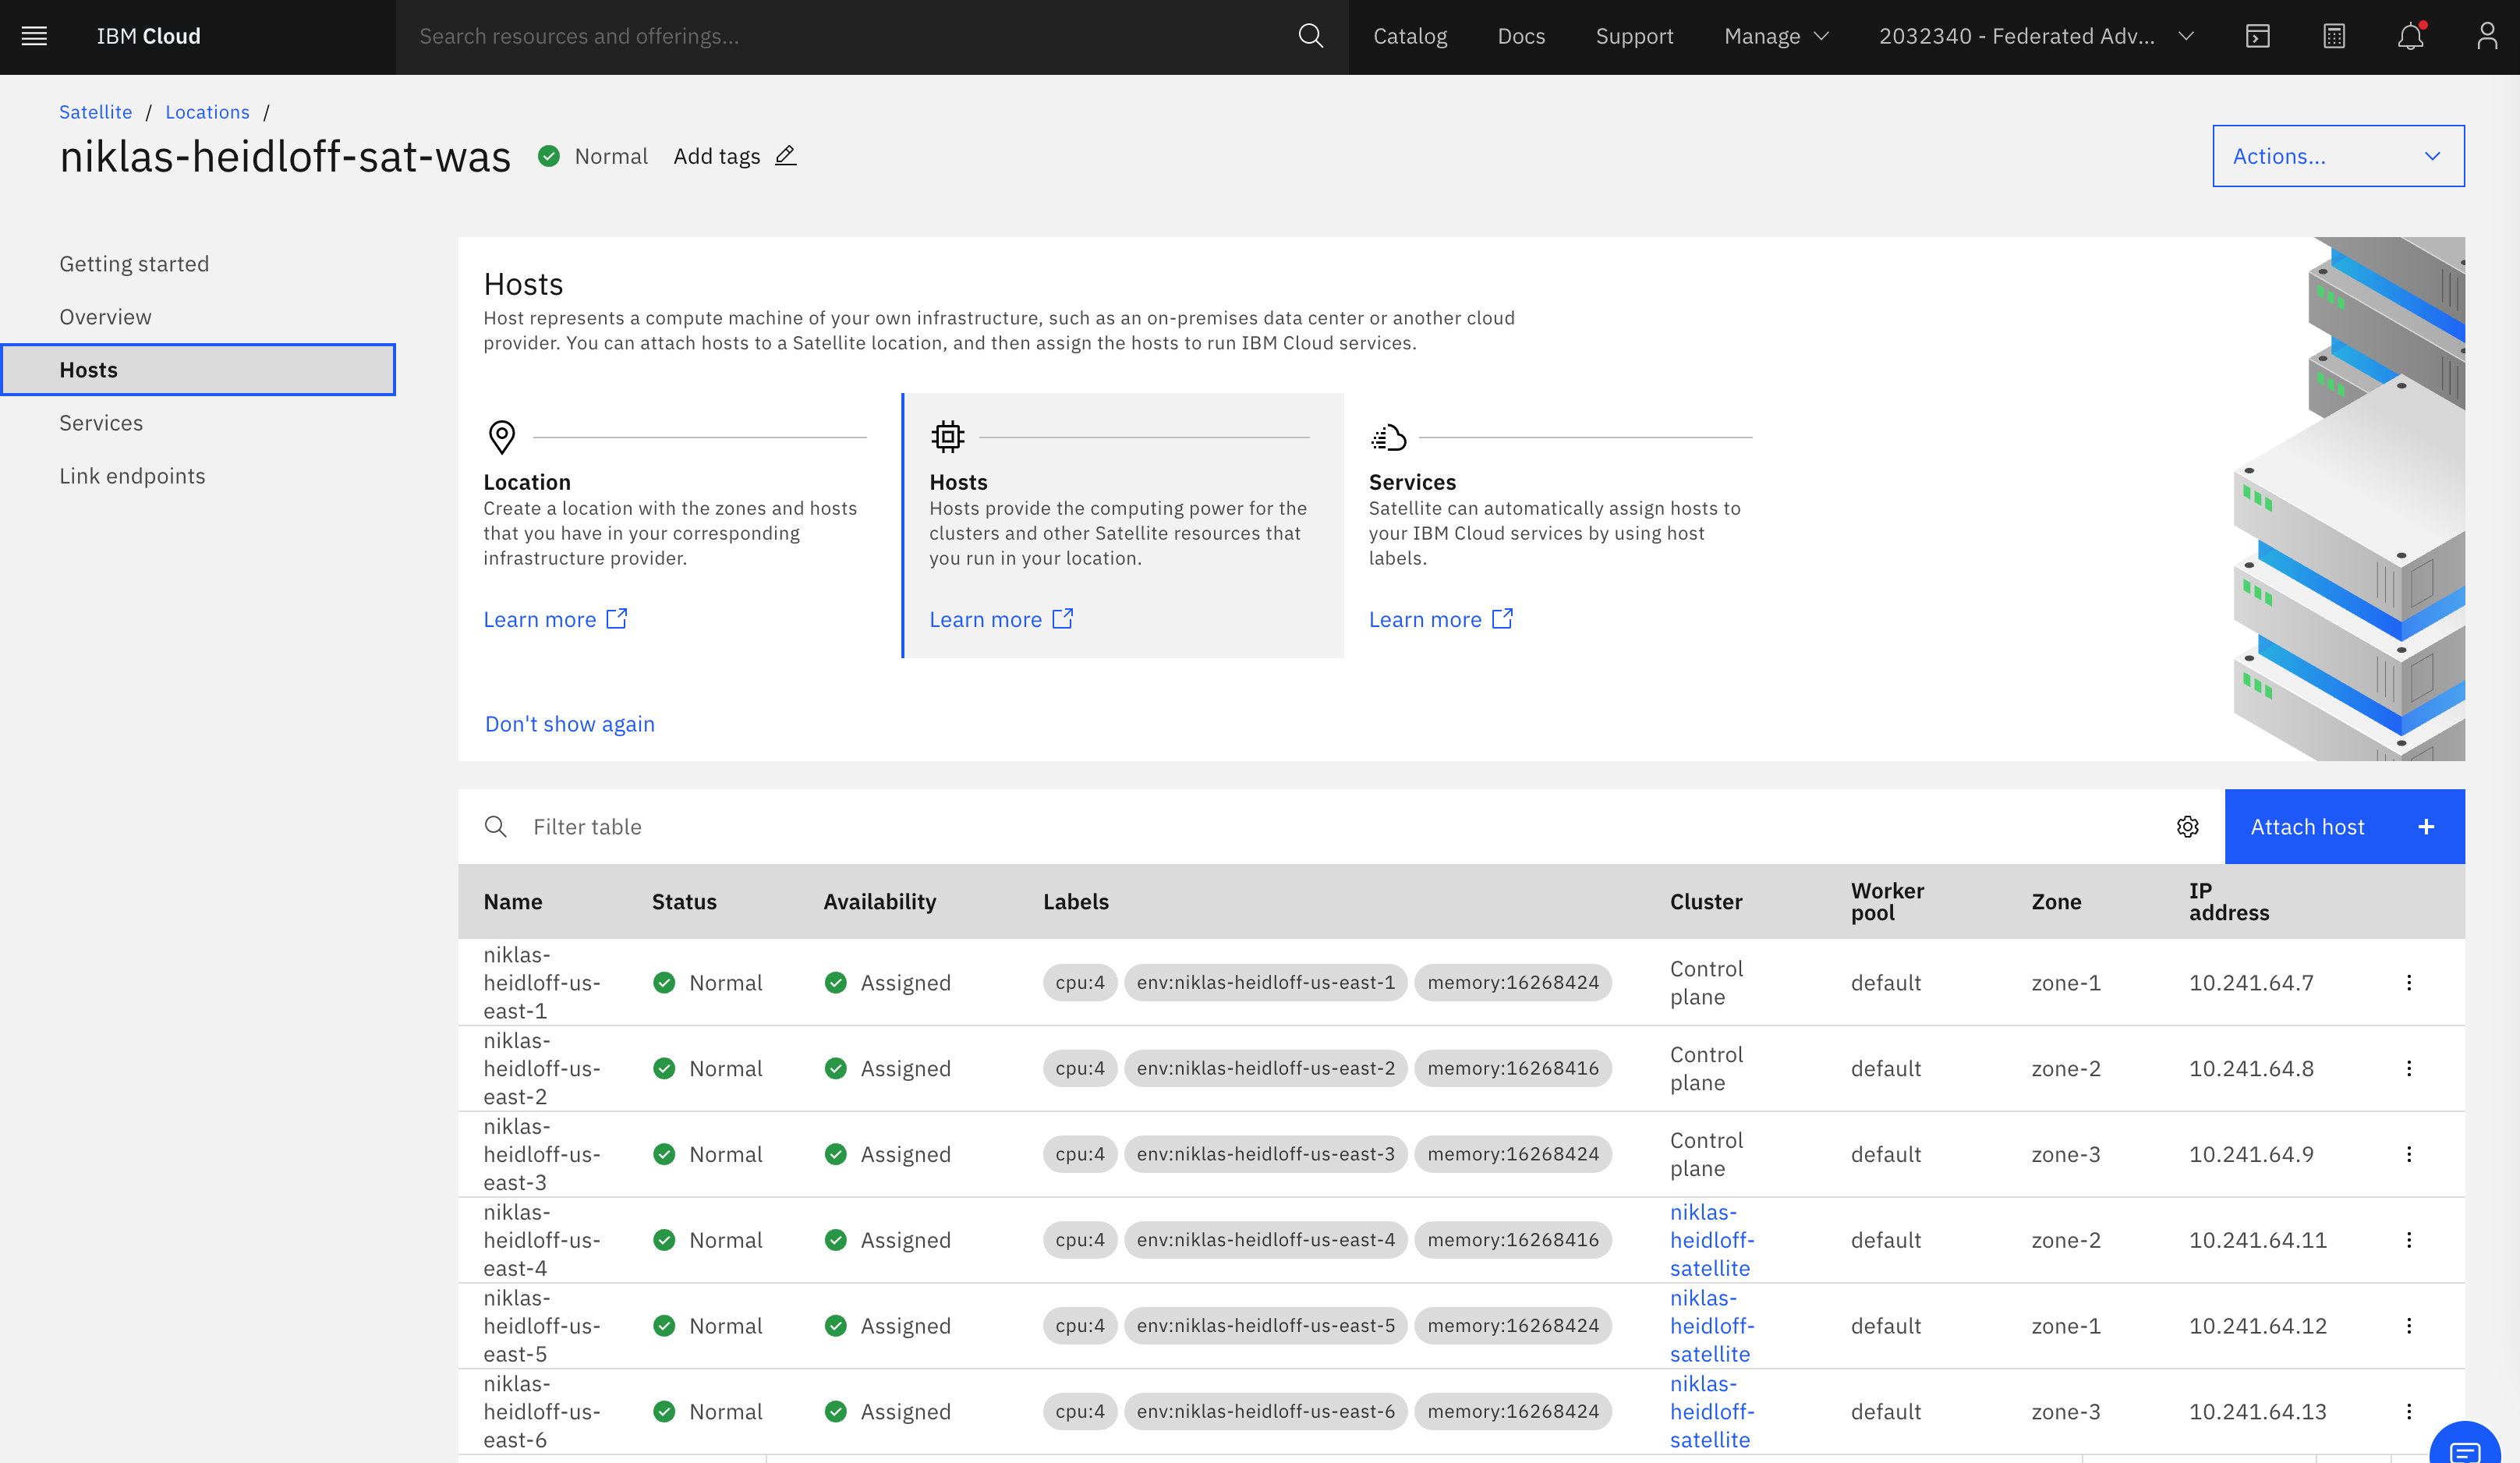 IBM Cloud
Search resources and offerings...
Catalog
Docs
Support
Manage
2032340 - Federated Adv...
Satellite / Locations /
niklas-heidloff-sat-was
Normal
Add tags
Actions...
Getting started
Overview
Hosts
Services
Link endpoints
Hosts
Host represents a compute machine of your own infrastructure, such as an on-premises data center or another cloud
provider. You can attach hosts to a Satellite location, and then assign the hosts to run IBM Cloud services.
Location
Create a location with the zones and hosts
that you have in your corresponding
infrastructure provider.
Learn more
Hosts
Hosts provide the computing power for the
clusters and other Satellite resources that
you run in your location.
Learn more
Services
Satellite can automatically assign hosts to
your IBM Cloud services by using host
labels.
Learn more
Don't show again
Filter table
Attach host +
Name Status Availability Labels Cluster Worker pool Zone IP address
niklas-heidloff-us-east-1 Normal Assigned cpu:4 env:niklas-heidloff-us-east-1 memory:16268424 Control plane default zone-1 10.241.64.7
niklas-heidloff-us-east-2 Normal Assigned cpu:4 env:niklas-heidloff-us-east-2 memory:16268416 Control plane default zone-2 10.241.64.8
niklas-heidloff-us-east-3 Normal Assigned cpu:4 env:niklas-heidloff-us-east-3 memory:16268424 Control plane default zone-3 10.241.64.9
niklas-heidloff-us-east-4 Normal Assigned cpu:4 env:niklas-heidloff-us-east-4 memory:16268416 niklas-heidloff-satellite default zone-2 10.241.64.11
niklas-heidloff-us-east-5 Normal Assigned cpu:4 env:niklas-heidloff-us-east-5 memory:16268424 niklas-heidloff-satellite default zone-1 10.241.64.12
niklas-heidloff-us-east-6 Normal Assigned cpu:4 env:niklas-heidloff-us-east-6 memory:16268424 niklas-heidloff-satellite default zone-3 10.241.64.13